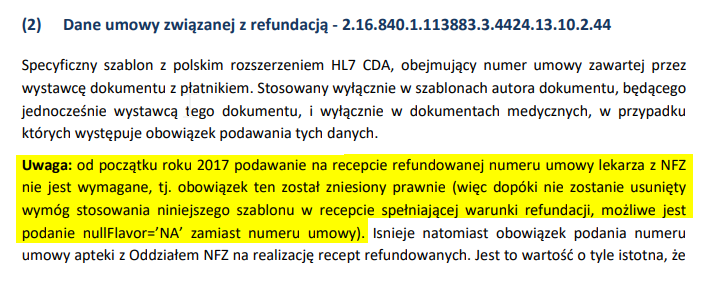 (2) Dane umowy związanej z refundacją - 2.16.840.1.113883.3.4424.13.10.2.44
Specyficzny szablon z polskim rozszerzeniem HL7 CDA, obejmujący numer umowy zawartej przez
wystawcę dokumentu z płatnikiem. Stosowany wyłącznie w szablonach autora dokumentu, będącego
jednocześnie wystawcą tego dokumentu, i wyłącznie w dokumentach medycznych, w przypadku
których występuje obowiązek podawania tych danych.
Uwaga: od początku roku 2017 podawanie na recepcie refundowanej numeru umowy lekarza z NFZ
nie jest wymagane, tj. obowiązek ten został zniesiony prawnie (więc dopóki nie zostanie usunięty
wymóg stosowania niniejszego szablonu w recepcie spełniającej warunki refundacji, możliwe jest
podanie nullFlavor=’NA’ zamiast numeru umowy). Isnieje natomiast obowiązek podania numeru
umowy apteki z Oddziałem NFZ na realizację recept refundowanych. Jest to wartość o tyle istotna, że